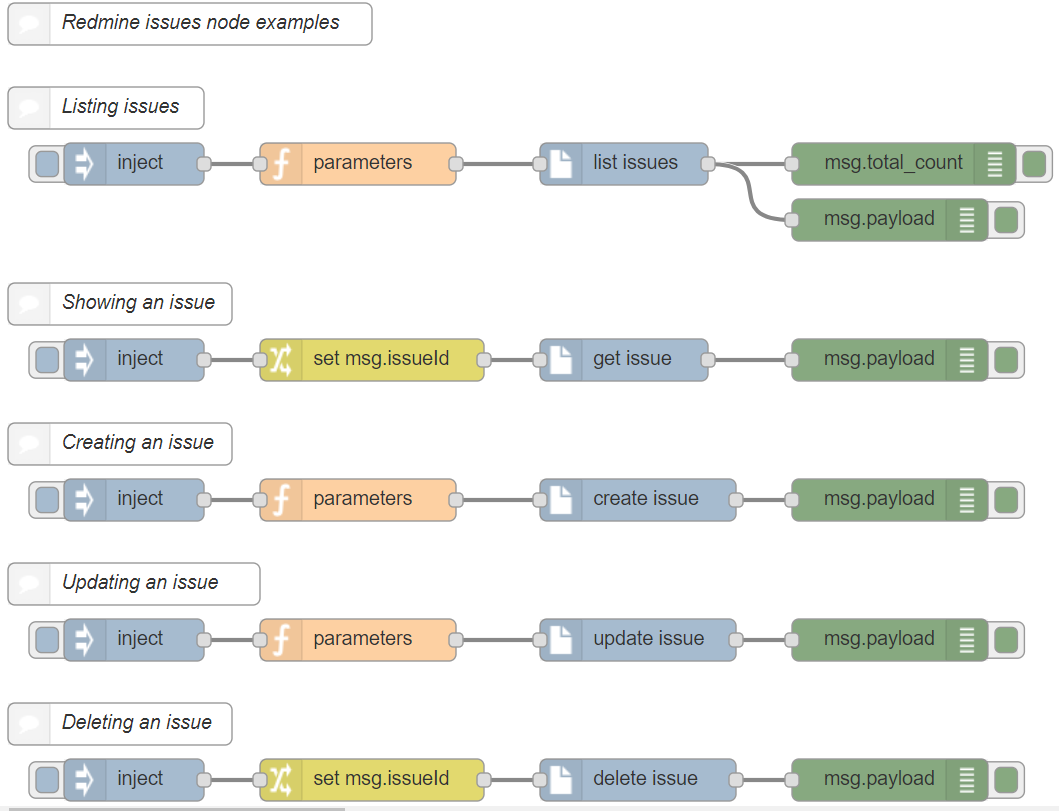 Redmine issues node examples
Listing issues
inject parameters list issues msg.total_count
msg.payload
Showing an issue
inject set msg.issueId get issue msg.payload
Creating an issue
inject parameters create issue msg.payload
Updating an issue
inject parameters update issue msg.payload
Deleting an issue
inject set msg.issueId delete issue msg.payload